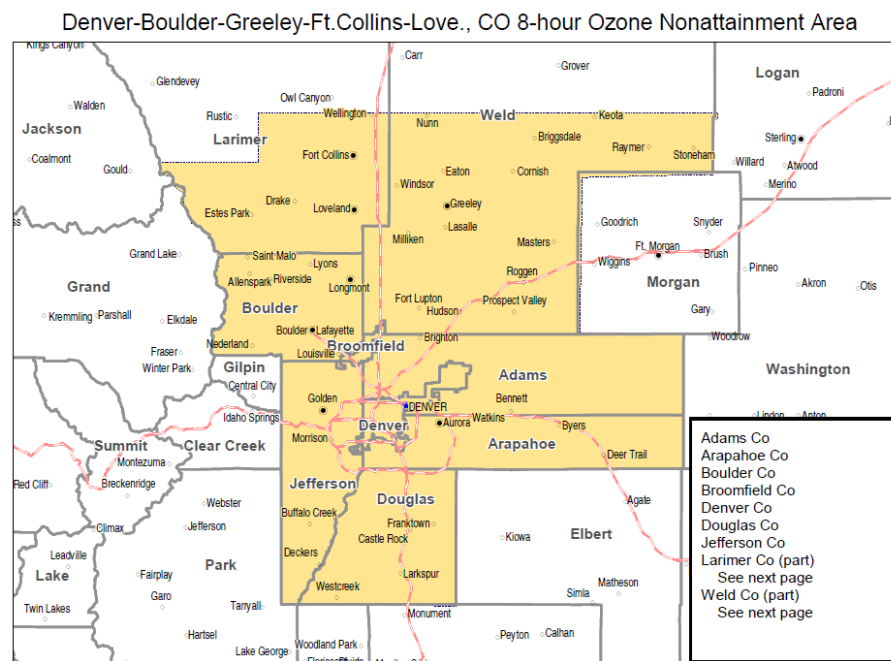 Denver-Boulder-Greeley-Ft.Collins-Love., CO 8-hour Ozone Nonattainment Area
Kings Canyon
Carr
Grover
Logan
Glendevey
Padroni
Owl Canyon
Walden
Rustic
Wellington
Weld
Keota
Nunn
Jackson
Larimer
Briggsdale
Sterling
Raymer
Stoneham
Coalmont
Gould
Fort Collins
Willard
Atwood
Eaton
Cornish
Merino
Windsor
Drake
Loveland
Greeley
Estes Park
Goodrich
Snyder
Lasalle
Milliken
Masters
Ft. Morgan
Grand Lake
Saint Malo
Lyons
Wiggins
Brush
Allenspark
Riverside
Roggen
Pinneo
Grand
Longmont
Morgan
Akron
Otis
Boulder
Fort Lupton
Hudson
Prospect Valley
Gary
Kremmling
Parshall
Elkdale
Boulder
Lafayette
Nederland
Broomfield
Brighton
Woodrow
Fraser
Louisville
Winter Park
Gilpin
Washington
Central City
Adams
Golden
DENVER
Bennett
Idaho Springs
Watkins
Lindon
Anton
Denver
Aurora
Byers
Summit
Clear Creek
Morrison
Arapahoe
Montezuma
Deer Trail
Red Cliff
Breckenridge
Jefferson
Douglas
Webster
Agate
Buffalo Creek
Franktown
Climax
Jefferson
Castle Rock
Kiowa
Elbert
Leadville
Deckers
Park
Lake
Fairplay
Larkspur
Matheson
Westcreek
Simla
Garo
Twin Lakes
Tarryall
Monument
Hartsel
Woodland Park
Peyton
Calhan
Lake George
Adams Co
Arapahoe Co
Boulder Co
Broomfield Co
Denver Co
Douglas Co
Jefferson Co
Larimer Co (part)
See next page
Weld Co (part)
See next page